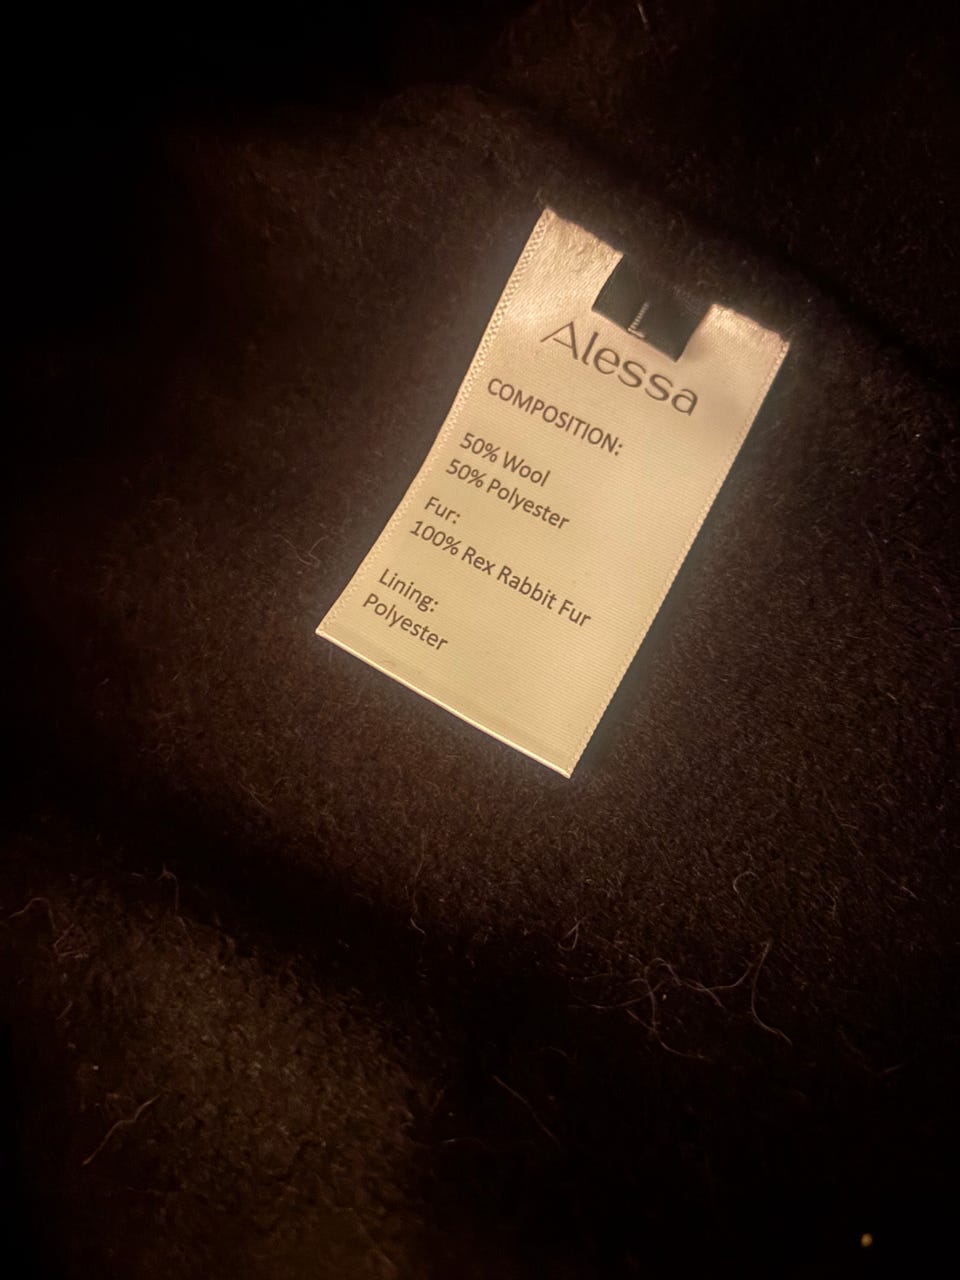 L
Alessa
COMPOSITION:
50% Wool
50% Polyester
Fur:
100% Rex Rabbit Fur
Lining:
Polyester